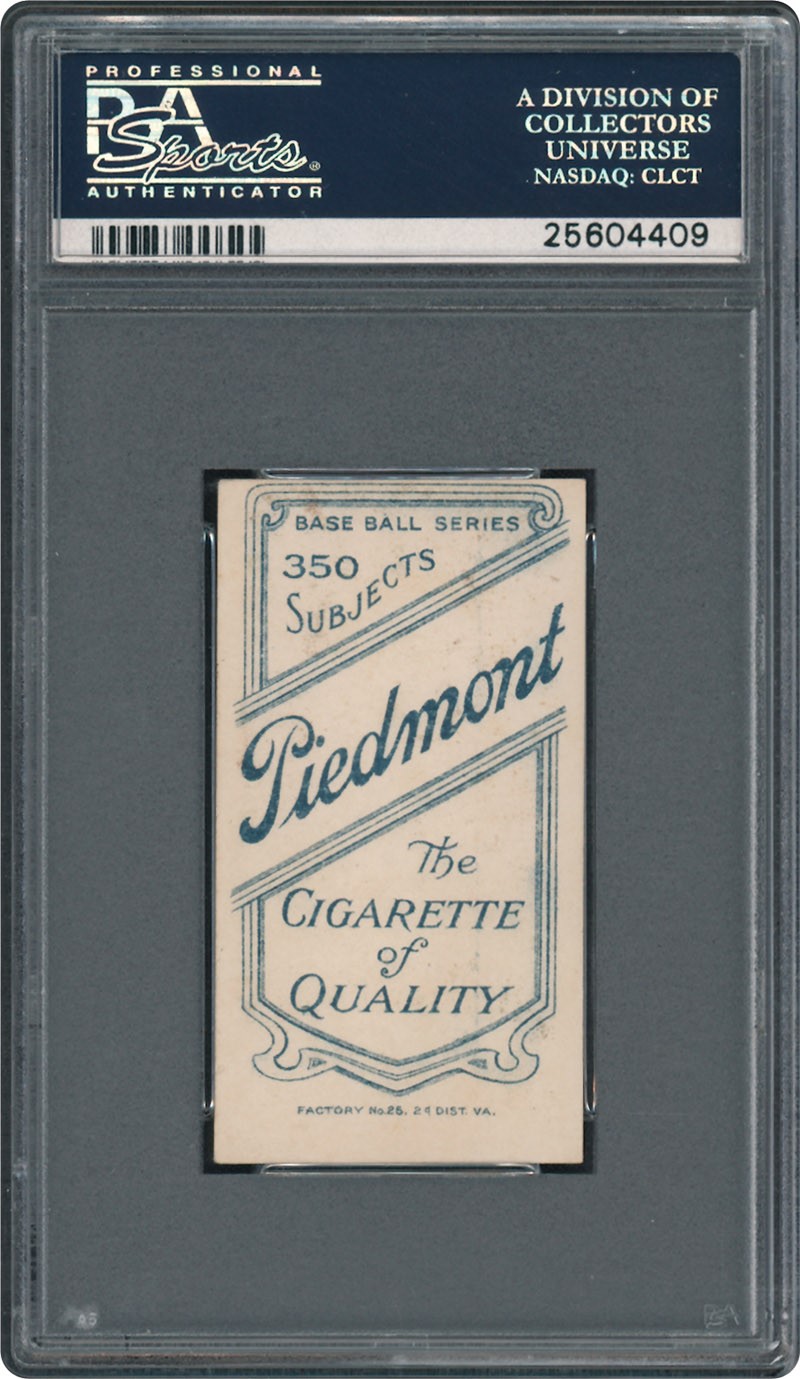 PROFESSIONAL
PSA
Sports®
AUTHENTICATOR
A DIVISION OF
COLLECTORS
UNIVERSE
NASDAQ: CLCT
25604409
BASE BALL SERIES
350
SUBJECTS
Piedmont
The
CIGARETTE
of
QUALITY
FACTORY No. 25, 2d DIST. VA.
PSA